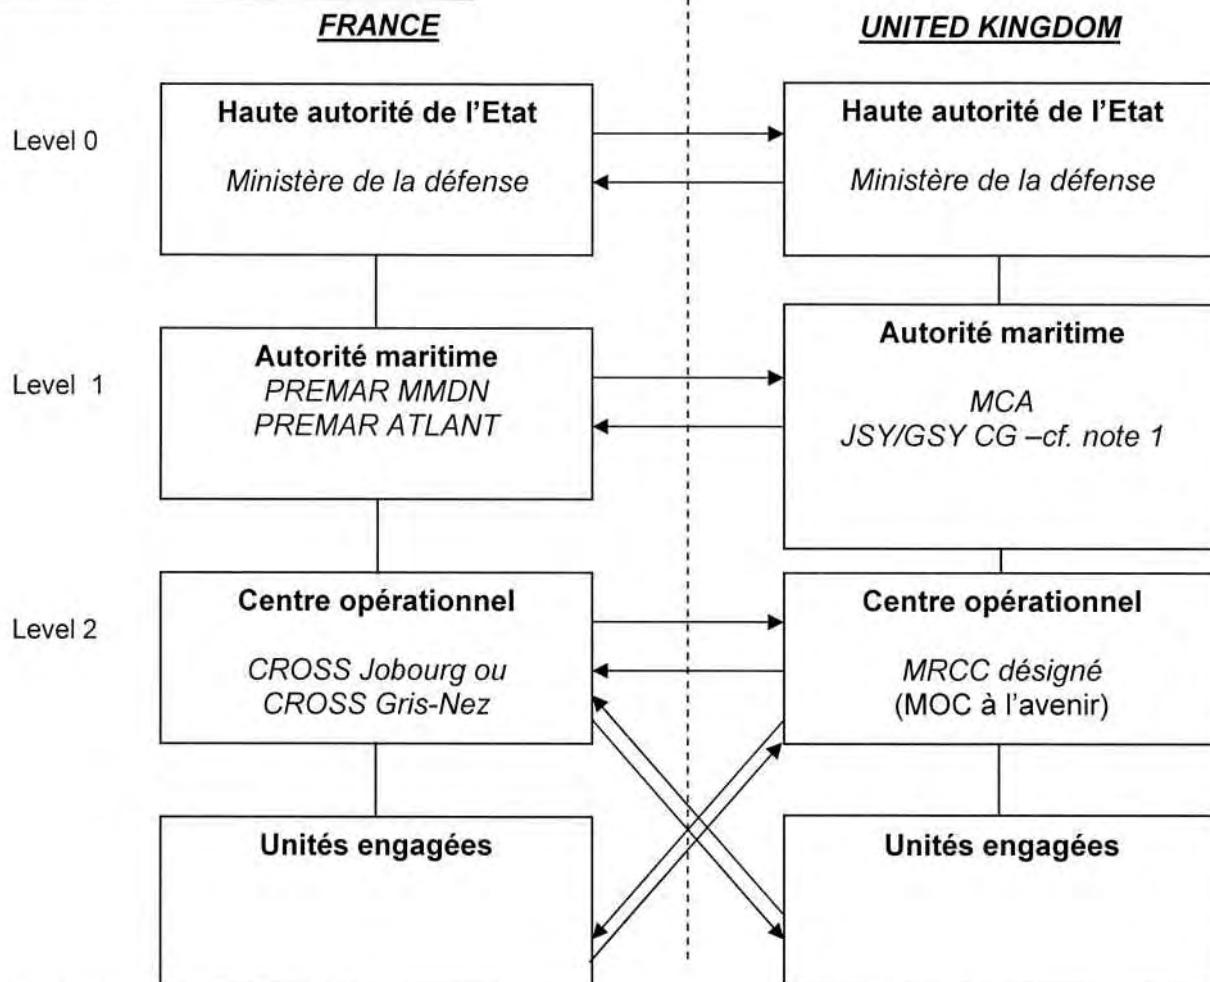 FRANCE
UNITED KINGDOM
Level 0
Haute autorité de l'Etat
Ministère de la défense
Haute autorité de l'Etat
Ministère de la défense
Level 1
Autorité maritime
PREMAR MMDN
PREMAR ATLANT
Autorité maritime
MCA
JSY/GSY CG –cf. note 1
Level 2
Centre opérationnel
CROSS Jobourg ou
CROSS Gris-Nez
Centre opérationnel
MRCC désigné
(MOC à l'avenir)
Unités engagées
Unités engagées